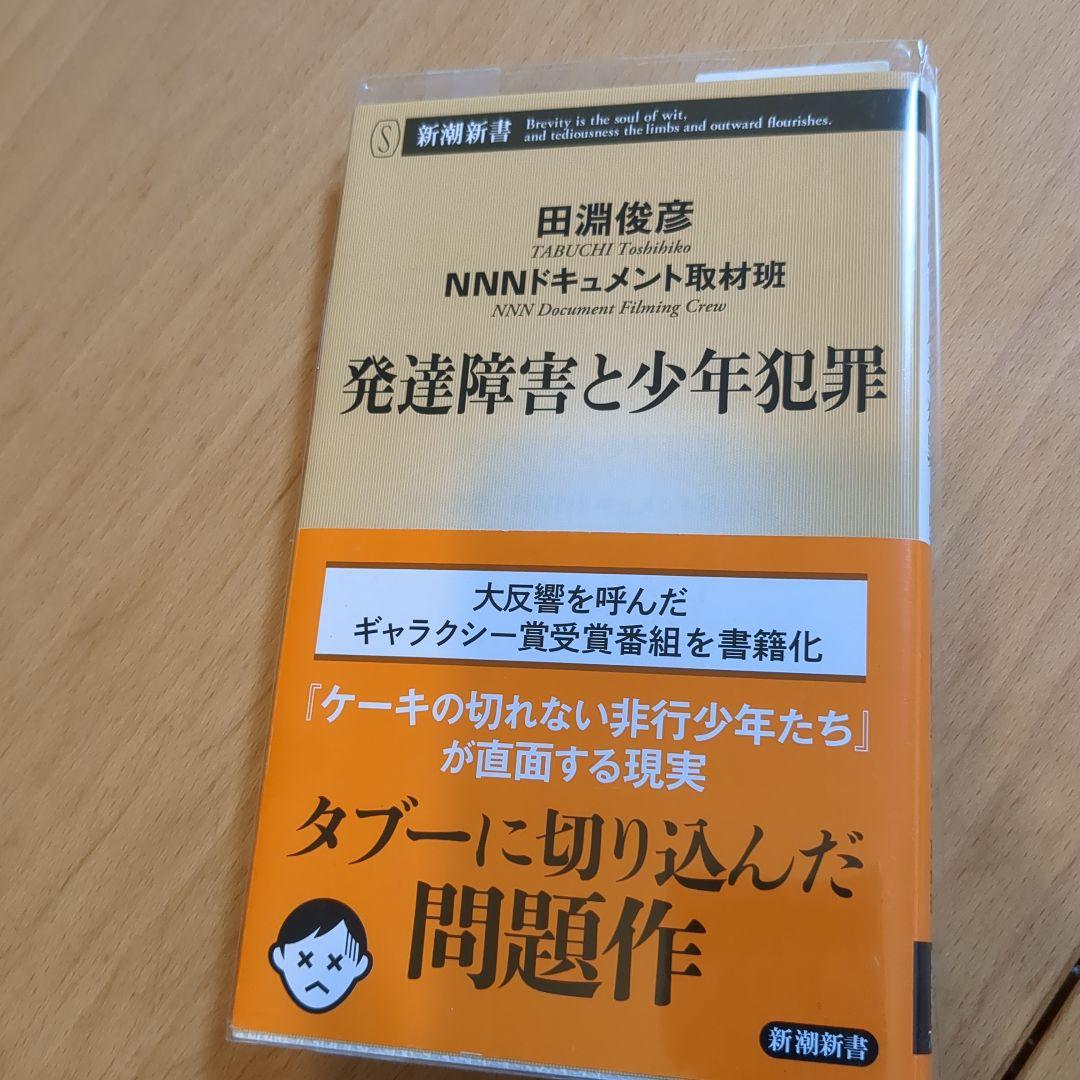 S 新潮新書 Brevity is the soul of wit,
and tediousness the limbs and outward flourishes.
田淵俊彦
TABUCHI Toshihiko
NNNドキュメント取材班
NNN Document Filming Crew
発達障害と少年犯罪
大反響を呼んだ
ギャラクシー賞受賞番組を書籍化
『ケーキの切れない非行少年たち』
が直面する現実
タブーに切り込んだ
問題作
新潮新書